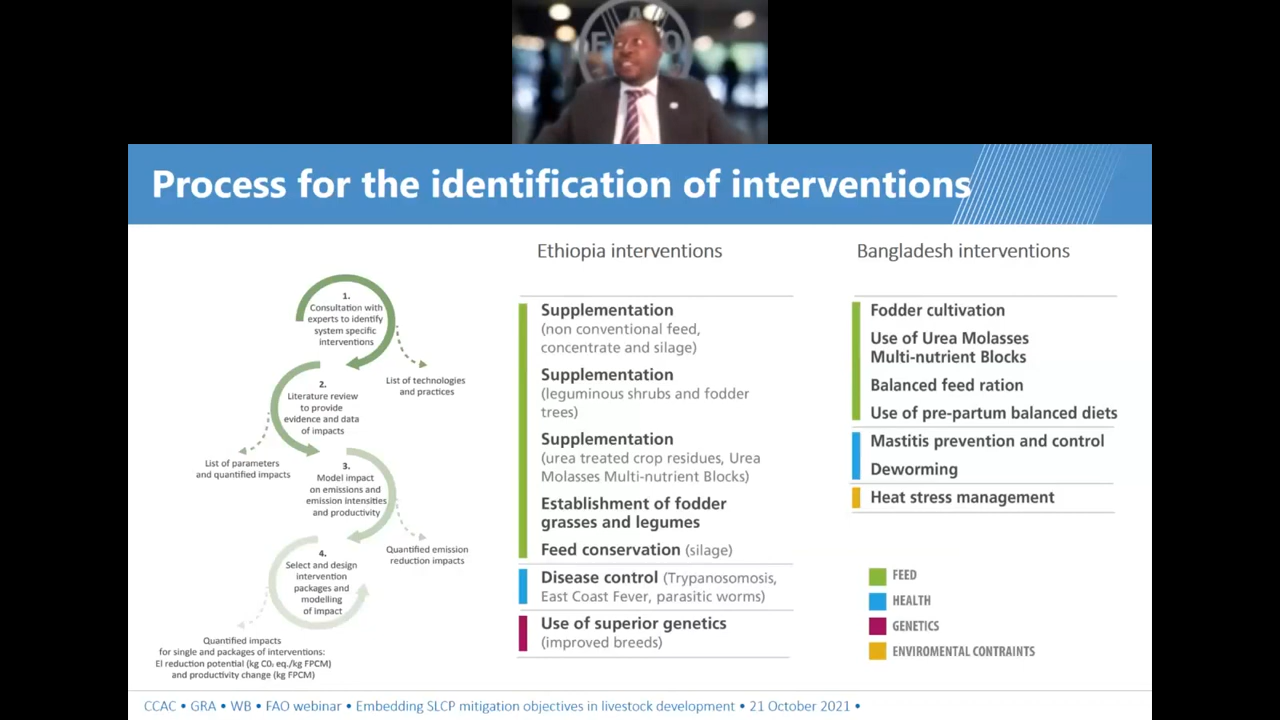 FAO
Process for the identification of interventions
1.
Consultation with
experts to identify
system specific
interventions
List of technologies
and practices
2.
Literature review
to provide
evidence and data
of impacts
List of parameters
and quantified impacts
3.
Model impact
on emissions and
emission intensities
and productivity
Quantified emission
reduction impacts
4.
Select and design
intervention
packages and
modelling
of impact
Quantified impacts
for single and packages of interventions:
EI reduction potential (kg CO₂ eq./kg FPCM)
and productivity change (kg FPCM)
Ethiopia interventions
Supplementation
(non conventional feed,
concentrate and silage)
Supplementation
(leguminous shrubs and fodder
trees)
Supplementation
(urea treated crop residues, Urea
Molasses Multi-nutrient Blocks)
Establishment of fodder
grasses and legumes
Feed conservation (silage)
Disease control (Trypanosomosis,
East Coast Fever, parasitic worms)
Use of superior genetics
(improved breeds)
Bangladesh interventions
Fodder cultivation
Use of Urea Molasses
Multi-nutrient Blocks
Balanced feed ration
Use of pre-partum balanced diets
Mastitis prevention and control
Deworming
Heat stress management
FEED
HEALTH
GENETICS
ENVIROMENTAL CONTRAINTS
CCAC • GRA • WB • FAO webinar • Embedding SLCP mitigation objectives in livestock development • 21 October 2021 •